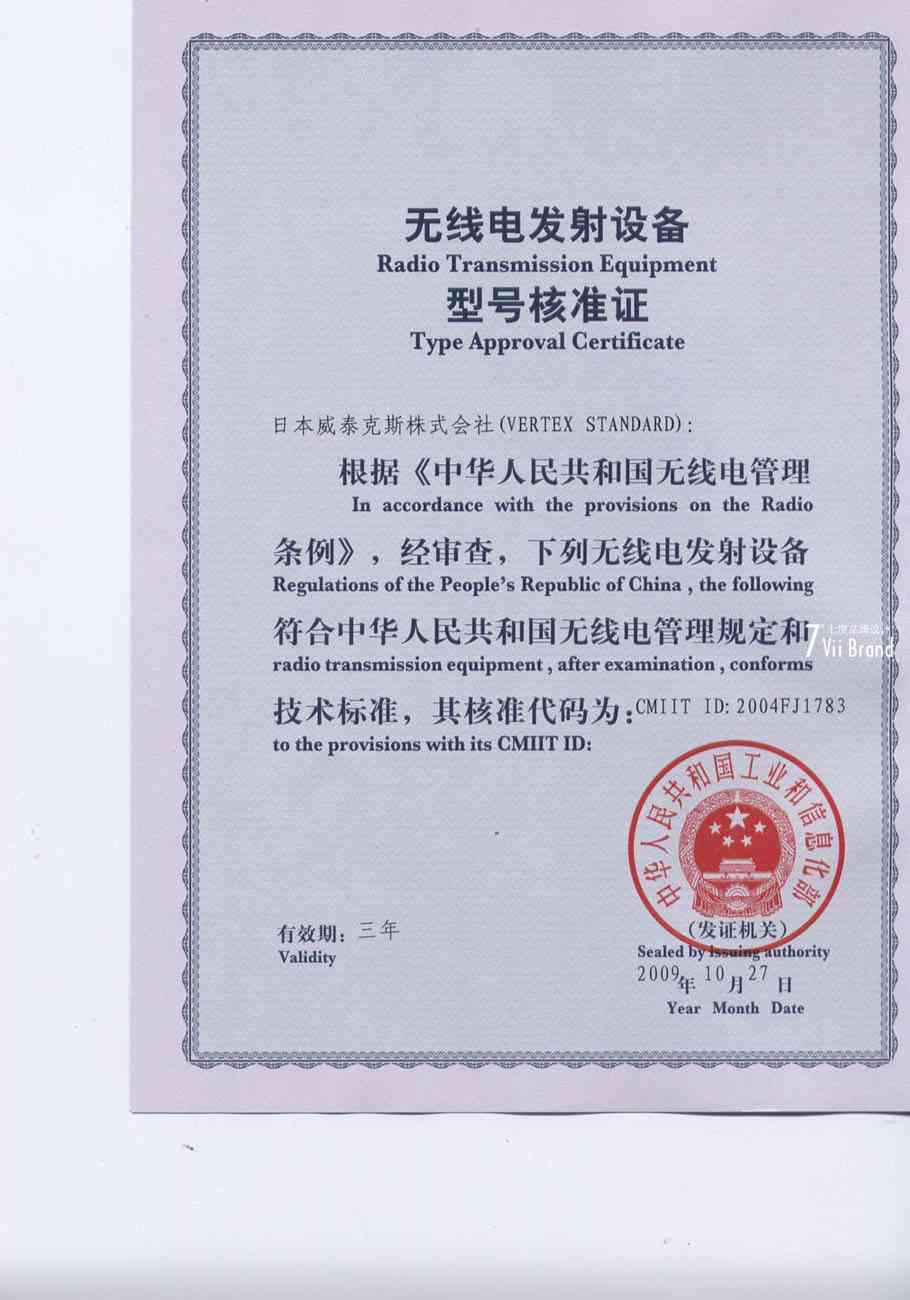 无线电发射设备
Radio Transmission Equipment
型号核准证
Type Approval Certificate
日本威泰克斯株式会社(VERTEX STANDARD):
根据《中华人民共和国无线电管理
In accordance with the provisions on the Radio
条例》，经审查，下列无线电发射设备
Regulations of the People's Republic of China , the following
符合中华人民共和国无线电管理规定和
radio transmission equipment , after examination , conforms
7° Vii Brand
技术标准，其核准代码为:CMIIT ID: 2004FJ1783
to the provisions with its CMIIT ID:
中华人民共和国工业和信息化部
有效期: 三年
Validity
(发证机关)
Sealed by issuing authority
2009年 10月 27日
Year Month Date